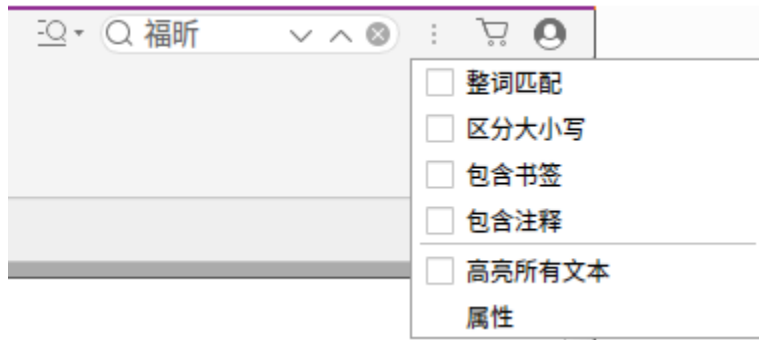 福昕
整词匹配
区分大小写
包含书签
包含注释
高亮所有文本
属性